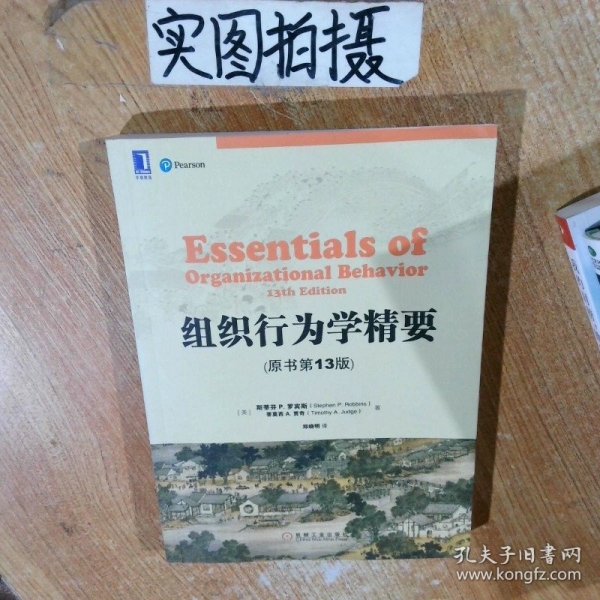 实图拍摄
Pearson
Essentials of
Organizational Behavior
13th Edition
组织行为学精要
(原书第13版)
[美] 斯蒂芬 P. 罗宾斯 (Stephen P. Robbins)
蒂莫西 A. 贾奇 (Timothy A. Judge) 著
郑晓明 译
机械工业出版社
China Machine Press
孔夫子旧书网
www.kongfz.com